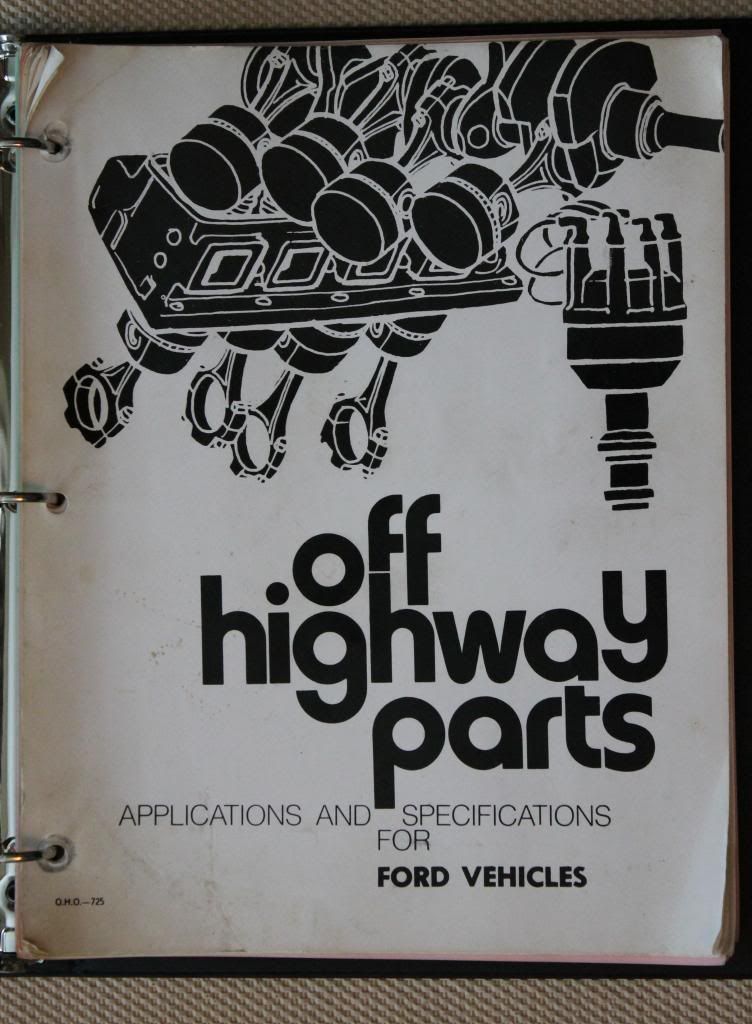 off
highway
parts
APPLICATIONS AND SPECIFICATIONS
FOR
FORD VEHICLES
O.H.O.—725